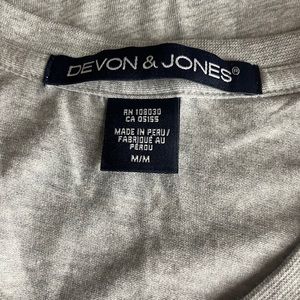 DEVON & JONES®
RN 108030
CA 05155
MADE IN PERU/
FABRIQUÉ AU
PÉROU
M/M